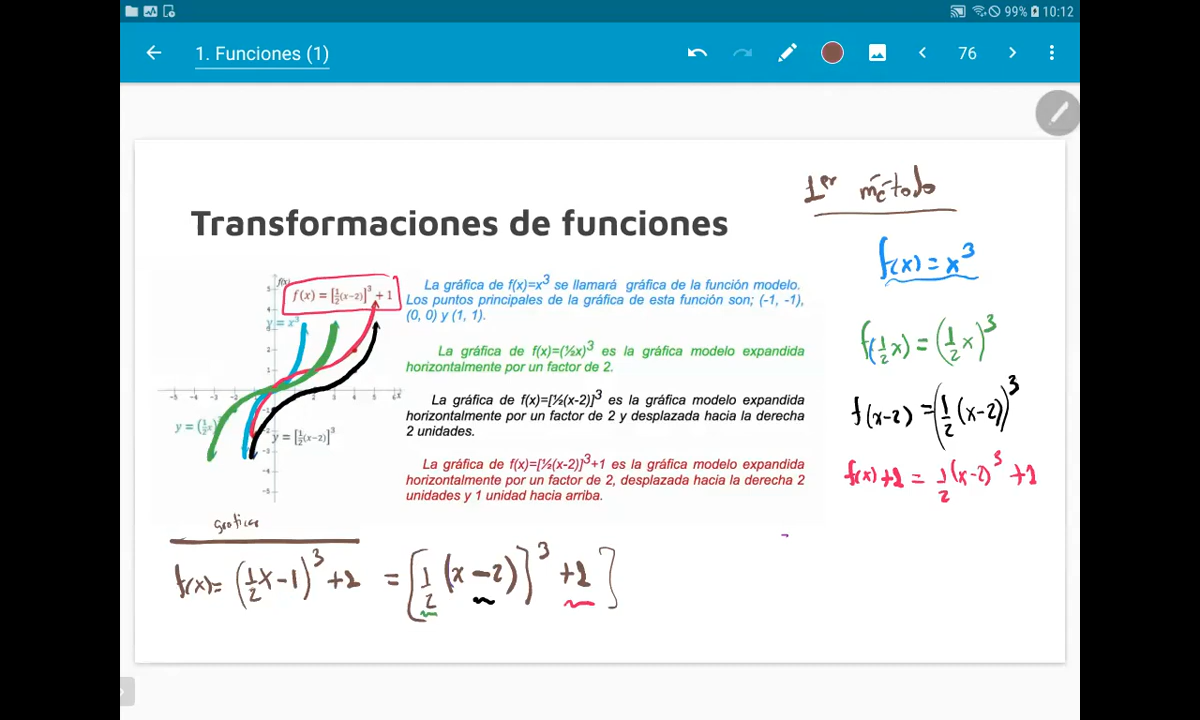 99% 10:12
1. Funciones (1)
76
1er método
Transformaciones de funciones
f(x) = x³
f(x)
f(x) = [½(x−2)]³ + 1
y = x³
La gráfica de f(x)=x³ se llamará gráfica de la función modelo.
Los puntos principales de la gráfica de esta función son; (-1, -1),
(0, 0) y (1, 1).
f(½x) = (½x)³
La gráfica de f(x)=(½x)³ es la gráfica modelo expandida
horizontalmente por un factor de 2.
y = (½x)³
y = [½(x−2)]³
La gráfica de f(x)=[½(x-2)]³ es la gráfica modelo expandida
horizontalmente por un factor de 2 y desplazada hacia la derecha
2 unidades.
f(x-2) = (½(x-2))³
La gráfica de f(x)=[½(x-2)]³+1 es la gráfica modelo expandida
horizontalmente por un factor de 2, desplazada hacia la derecha 2
unidades y 1 unidad hacia arriba.
f(x)+1 = ½(x-2)³ +1
graficar
f(x)= (½x-1)³ +1 = [½(x-2)]³ +1]